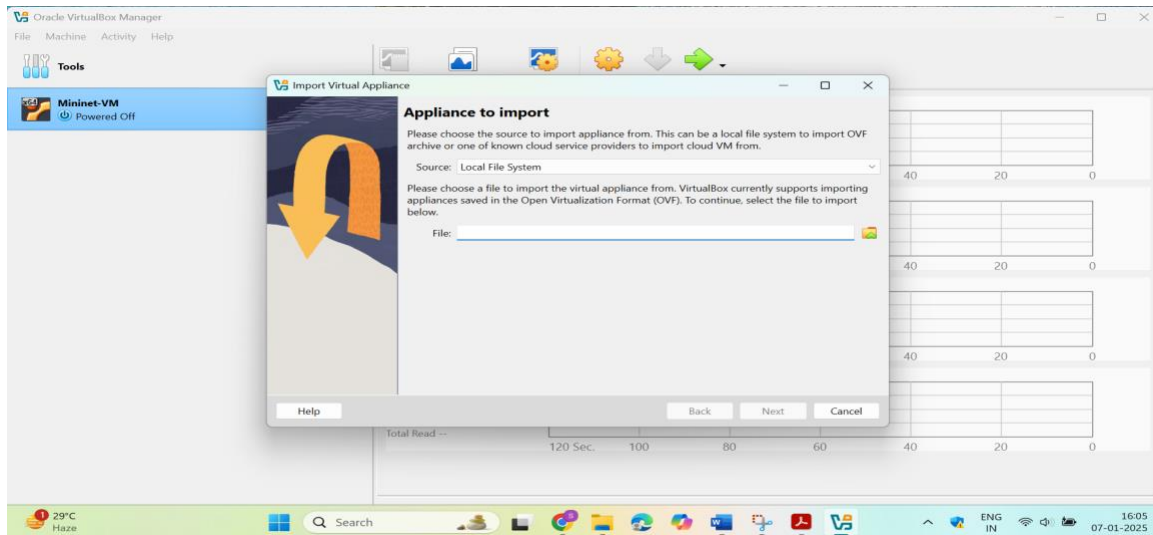 Oracle VirtualBox Manager
File Machine Activity Help
Tools
Mininet-VM
Powered Off
Import Virtual Appliance
Appliance to import
Please choose the source to import appliance from. This can be a local file system to import OVF
archive or one of known cloud service providers to import cloud VM from.
Source: Local File System
Please choose a file to import the virtual appliance from. VirtualBox currently supports importing
appliances saved in the Open Virtualization Format (OVF). To continue, select the file to import
below.
File:
Help Back Next Cancel
40 20 0
40 20 0
40 20 0
Total Read --
120 Sec. 100 80 60 40 20 0
29°C
Haze
Search
ENG
IN
16:05
07-01-2025